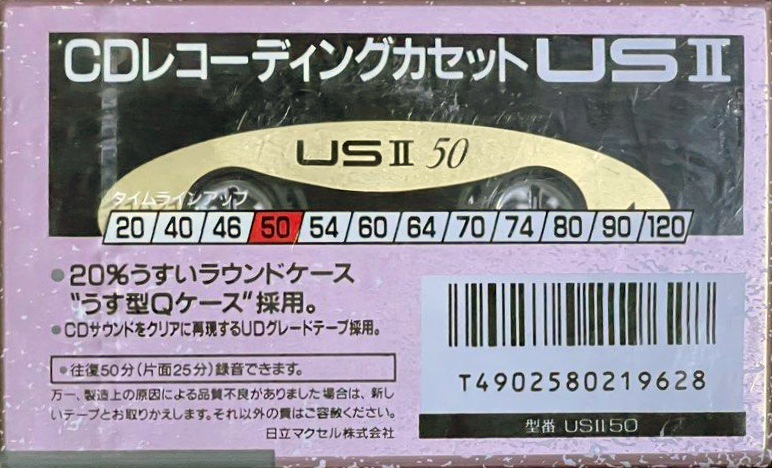 CDレコーディングカセットUSⅡ
USⅡ 50
タイムラインアップ
20/40/46/50/54/60/64/70/74/80/90/120
●20%うすいラウンドケース
"うす型Qケース"採用。
●CDサウンドをクリアに再現するUDグレードテープ採用。
●往復50分(片面25分)録音できます。
万一、製造上の原因による品質不良がありました場合は、新し
いテープとお取りかえします。それ以外の責はご容赦ください。
日立マクセル株式会社
T4902580219628
型番 USⅡ50